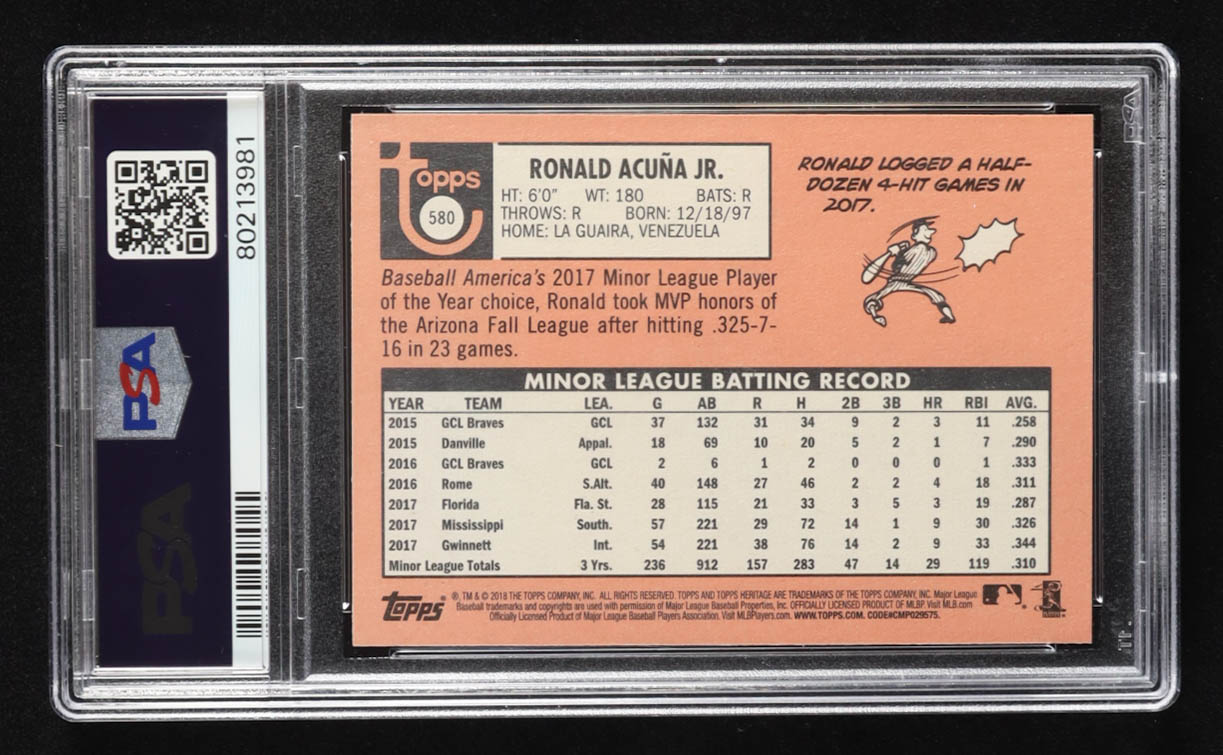 80213981
PSA
PSA
PSA
topps
580
RONALD ACUÑA JR.
HT: 6'0" WT: 180 BATS: R
THROWS: R BORN: 12/18/97
HOME: LA GUAIRA, VENEZUELA
RONALD LOGGED A HALF-
DOZEN 4-HIT GAMES IN
2017.
Baseball America's 2017 Minor League Player
of the Year choice, Ronald took MVP honors of
the Arizona Fall League after hitting .325-7-
16 in 23 games.
MINOR LEAGUE BATTING RECORD
YEAR TEAM LEA. G AB R H 2B 3B HR RBI AVG.
2015 GCL Braves GCL 37 132 31 34 9 2 3 11 .258
2015 Danville Appal. 18 69 10 20 5 2 1 7 .290
2016 GCL Braves GCL 2 6 1 2 0 0 0 1 .333
2016 Rome S.Atl. 40 148 27 46 2 2 4 18 .311
2017 Florida Fla. St. 28 115 21 33 3 5 3 19 .287
2017 Mississippi South. 57 221 29 72 14 1 9 30 .326
2017 Gwinnett Int. 54 221 38 76 14 2 9 33 .344
Minor League Totals 3 Yrs. 236 912 157 283 47 14 29 119 .310
topps
®, TM & © 2018 THE TOPPS COMPANY, INC. ALL RIGHTS RESERVED. TOPPS AND TOPPS HERITAGE ARE TRADEMARKS OF THE TOPPS COMPANY, INC. Major League
Baseball trademarks and copyrights are used with permission of Major League Baseball Properties, Inc. OFFICIALLY LICENSED PRODUCT OF MLBP. Visit MLB.com
Officially Licensed Product of Major League Baseball Players Association. Visit MLBPlayers.com. WWW.TOPPS.COM. CODE#CMP029575.